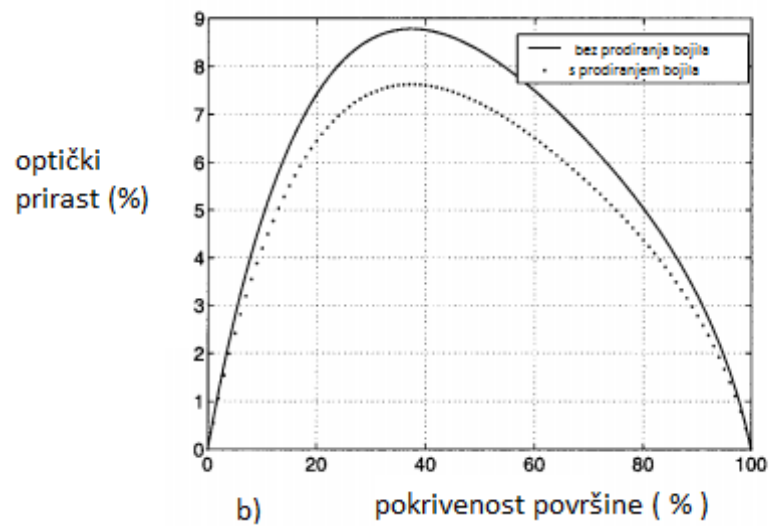 9
8
7
6
5
4
3
2
1
0
bez prodiranja bojila
s prodiranjem bojila
optički
prirast (%)
0 20 40 60 80 100
b) pokrivenost površine ( % )